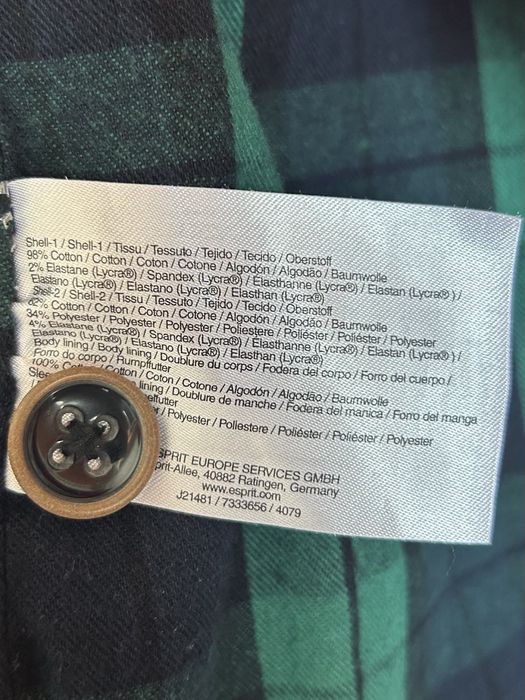 Shell-1 / Shell-1 / Tissu / Tessuto / Tejido / Tecido / Oberstoff
98% Cotton / Cotton / Coton / Cotone / Algodón / Algodão / Baumwolle
2% Elastane (Lycra®) / Spandex (Lycra®) / Elasthanne (Lycra®) / Elastan (Lycra®) /
Elastano (Lycra®) / Elastano (Lycra®) / Elasthan (Lycra®)
Shell-2 / Shell-2 / Tissu / Tessuto / Tejido / Tecido / Oberstoff
62% Cotton / Cotton / Coton / Cotone / Algodón / Algodão / Baumwolle
34% Polyester / Polyester / Polyester / Poliestere / Poliéster / Poliéster / Polyester
4% Elastane (Lycra®) / Spandex (Lycra®) / Elasthanne (Lycra®) / Elastan (Lycra®) /
Elastano (Lycra®) / Elastano (Lycra®) / Elasthan (Lycra®)
Body lining / Body lining / Doublure du corps / Fodera del corpo / Forro del cuerpo /
Forro do corpo / Rumpffutter
100% / Cotton / Coton / Cotone / Algodón / Algodão / Baumwolle
lining / Doublure de manche / Fodera del manica / Forro del manga
/ Polyester / Poliestere / Poliéster / Poliéster / Polyester
ESPRIT EUROPE SERVICES GMBH
prit-Allee, 40882 Ratingen, Germany
www.esprit.com
J21481 / 7333656 / 4079